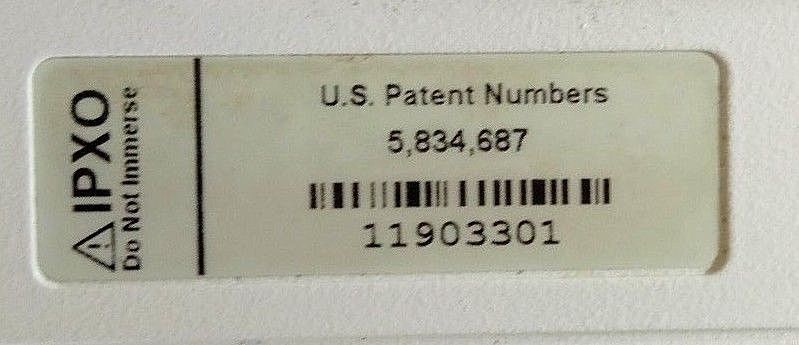 ⚠IPXO
Do Not Immerse
U.S. Patent Numbers
5,834,687
11903301